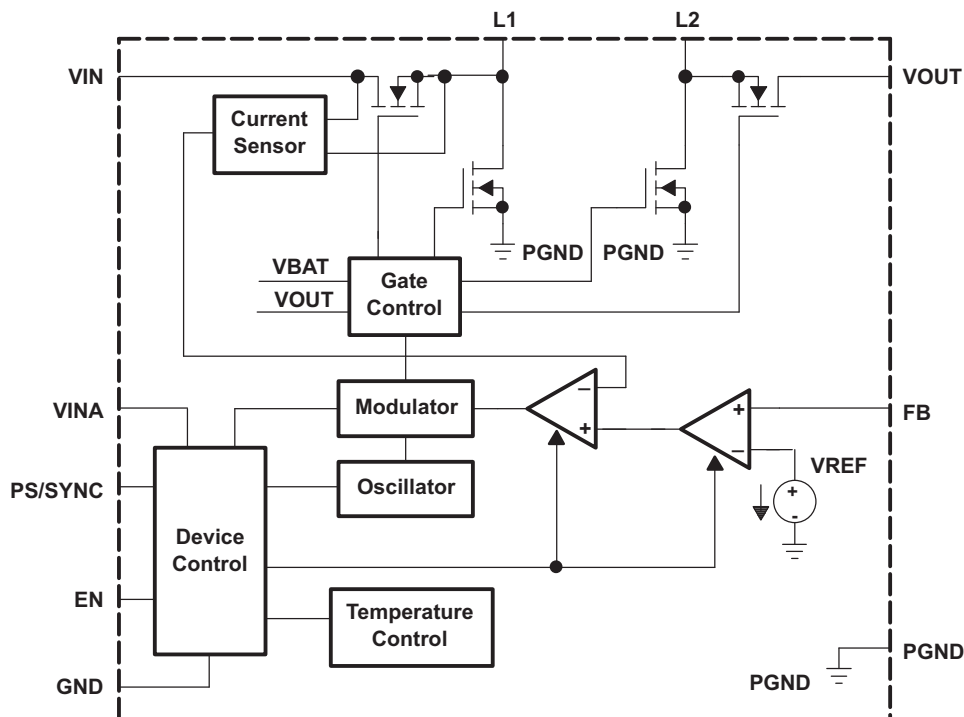 L1
L2
VIN
VOUT
Current
Sensor
PGND
PGND
VBAT
VOUT
Gate
Control
VINA
Modulator
−
+
+
−
FB
VREF
PS/SYNC
Oscillator
+
-
Device
Control
EN
Temperature
Control
GND
PGND
PGND